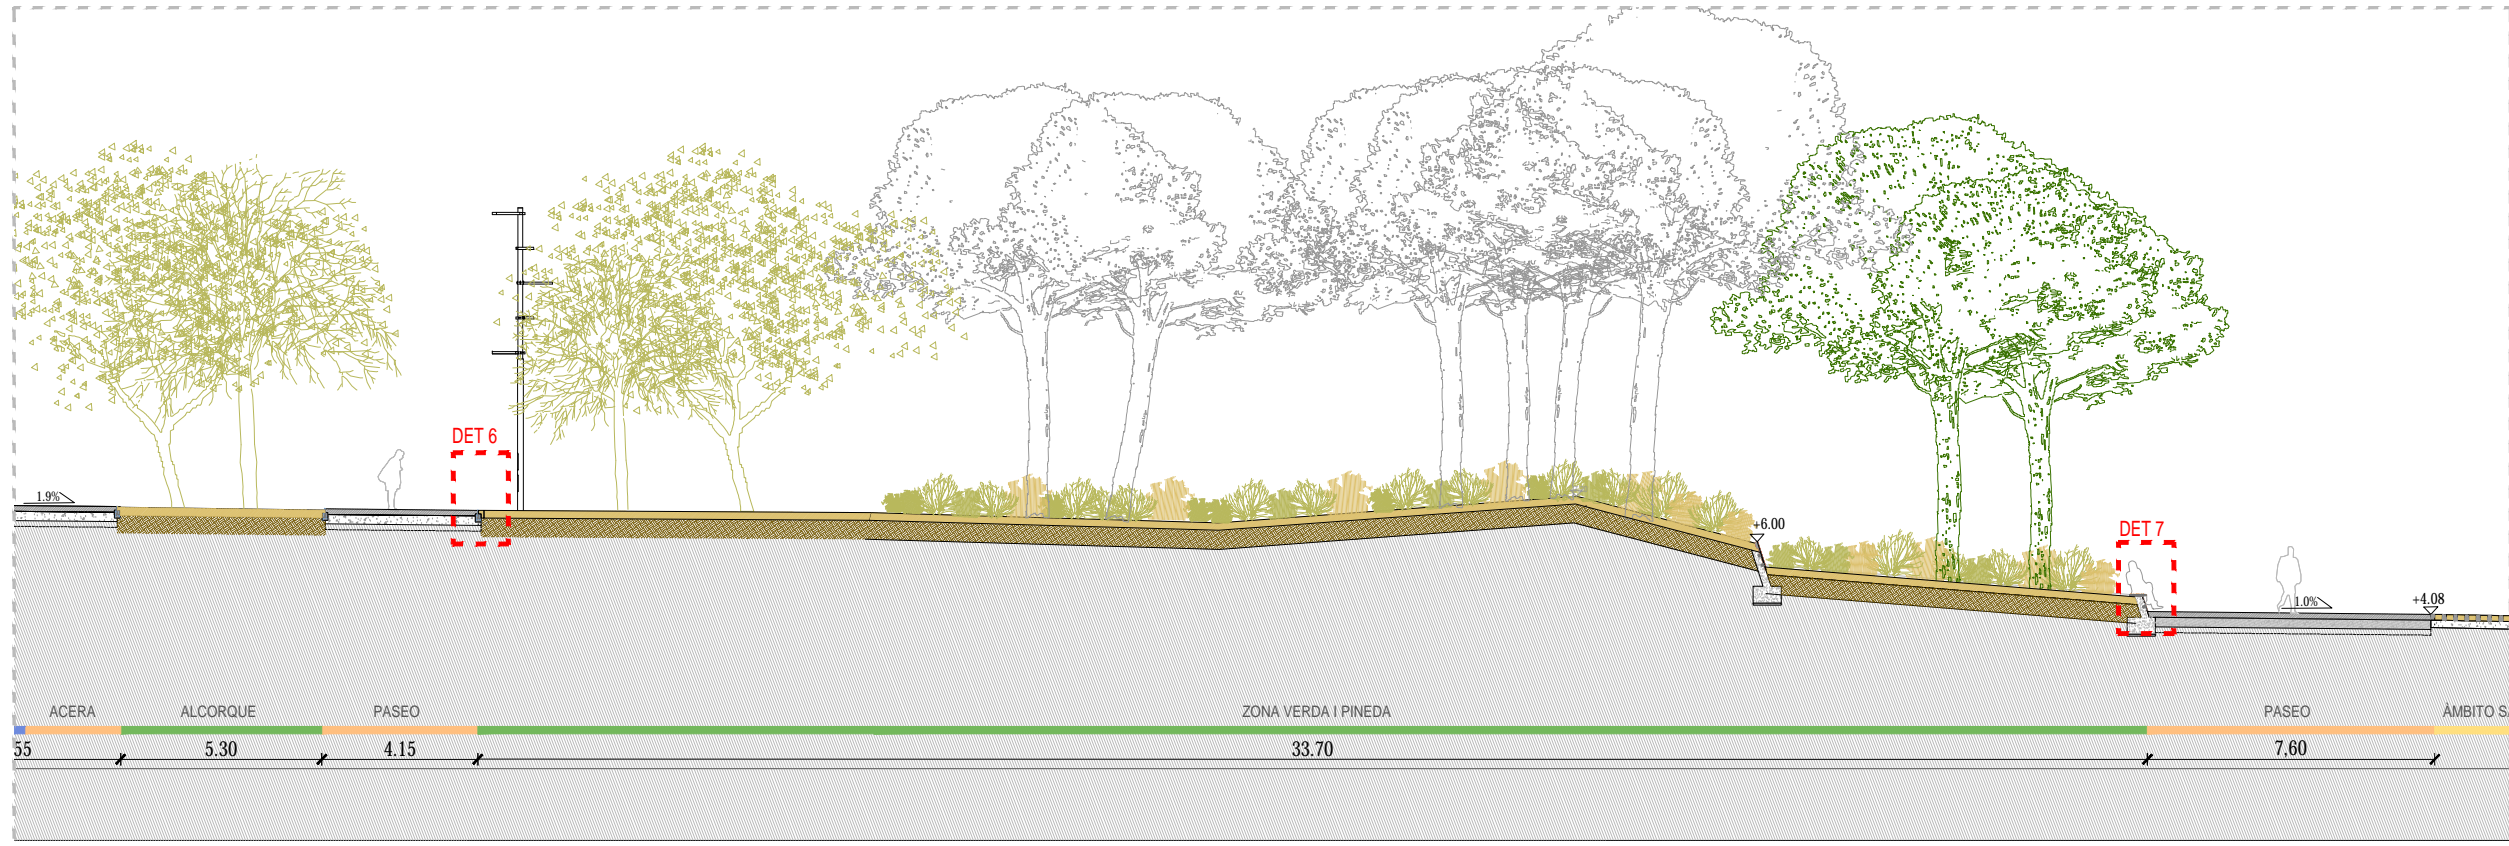 DET 6
1.9%
+6.00
DET 7
1.0%
+4.08
ACERA
ALCORQUE
PASEO
ZONA VERDA I PINEDA
PASEO
ÀMBITO
55
5.30
4.15
33.70
7,60